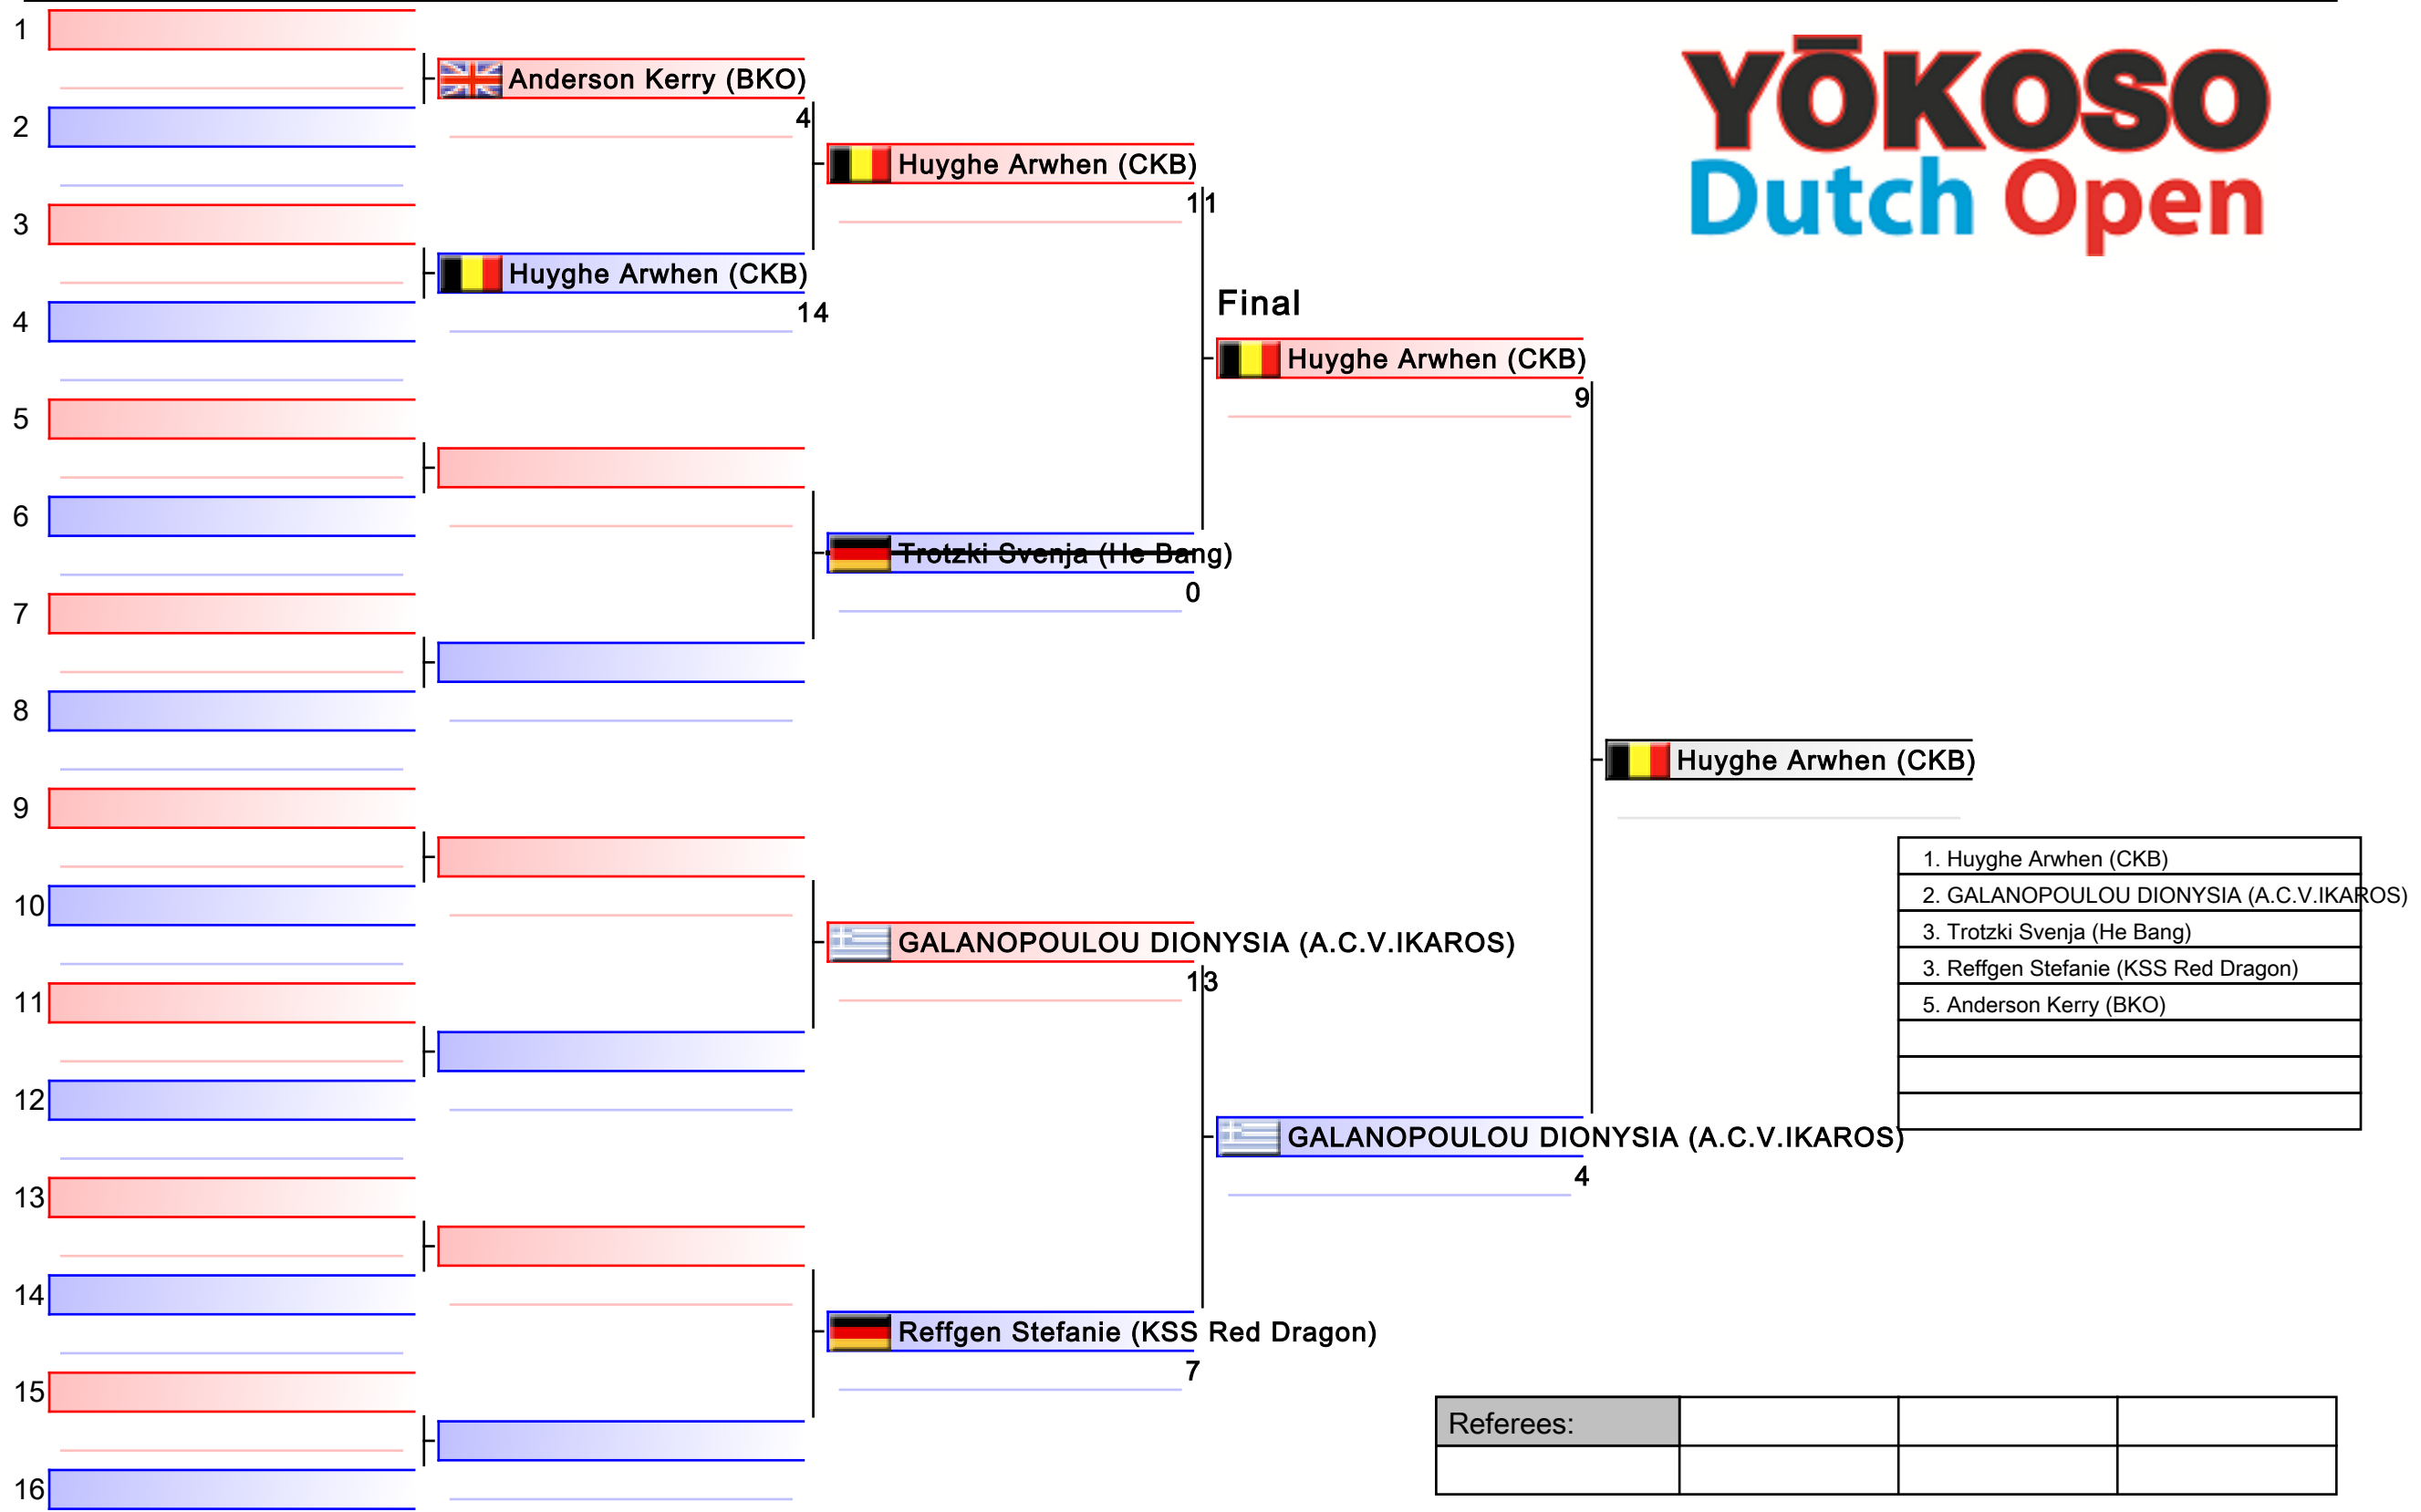 1
2
3
4
5
6
7
8
9
10
11
12
13
14
15
16
Anderson Kerry (BKO)
4
Huyghe Arwhen (CKB)
14
Huyghe Arwhen (CKB)
11
Trotzki Svenja (He Bang)
0
GALANOPOULOU DIONYSIA (A.C.V.IKAROS)
13
Reffgen Stefanie (KSS Red Dragon)
7
Final
Huyghe Arwhen (CKB)
9
GALANOPOULOU DIONYSIA (A.C.V.IKAROS)
4
Huyghe Arwhen (CKB)
YŌKOSO
Dutch Open
1. Huyghe Arwhen (CKB)
2. GALANOPOULOU DIONYSIA (A.C.V.IKAROS)
3. Trotzki Svenja (He Bang)
3. Reffgen Stefanie (KSS Red Dragon)
5. Anderson Kerry (BKO)
Referees: